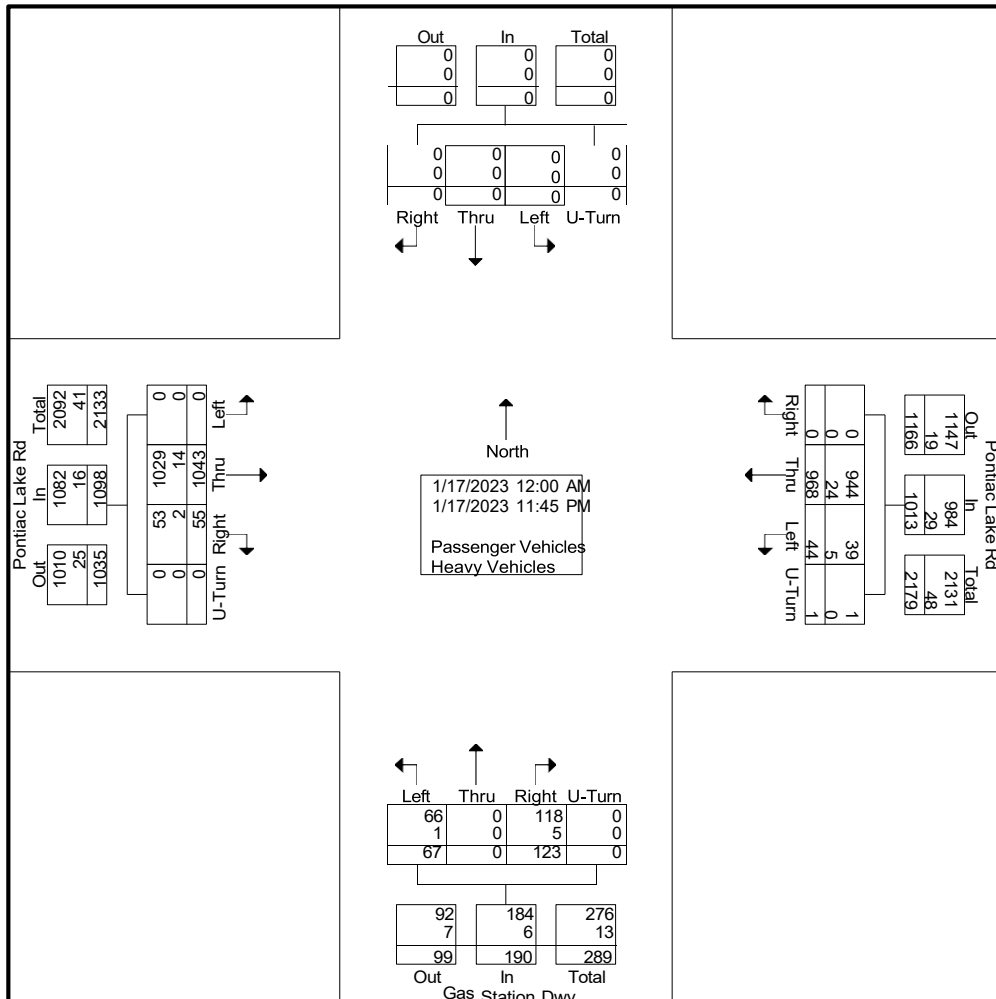 Out In Total
0 0 0
0 0 0
0 0 0
0 0 0 0
0 0 0 0
0 0 0 0
Right Thru Left U-Turn
Pontiac Lake Rd
Total In Out
2092 1082 1010
41 16 25
2133 1098 1035
0 1029 53 0
0 14 2 0
0 1043 55 0
Left Thru Right U-Turn
North
1/17/2023 12:00 AM
1/17/2023 11:45 PM
Passenger Vehicles
Heavy Vehicles
Pontiac Lake Rd
Out In Total
1147 984 2131
19 29 48
1166 1013 2179
0 944 39 1
0 24 5 0
0 968 44 1
Right Thru Left U-Turn
Left Thru Right U-Turn
66 0 118 0
1 0 5 0
67 0 123 0
92 184 276
7 6 13
99 190 289
Out In Total
Gas Station Dwy